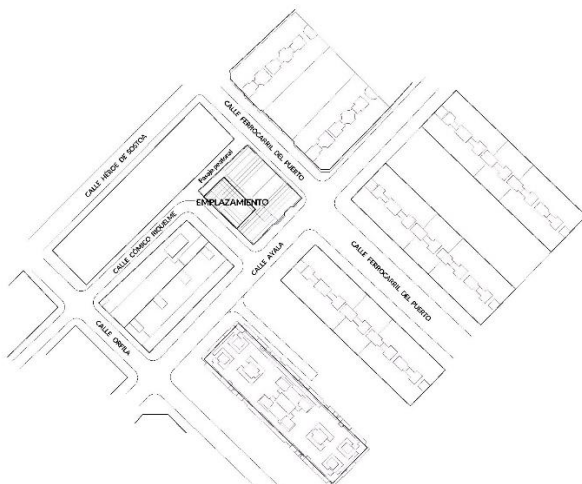 CALLE FERROCARRIL DEL PUERTO
CALLE HÉROE DE SOSTOA
Pasaje peatonal
EMPLAZAMIENTO
CALLE CÓMICO RIQUELME
CALLE AYALA
CALLE FERROCARRIL DEL PUERTO
CALLE ORFILA